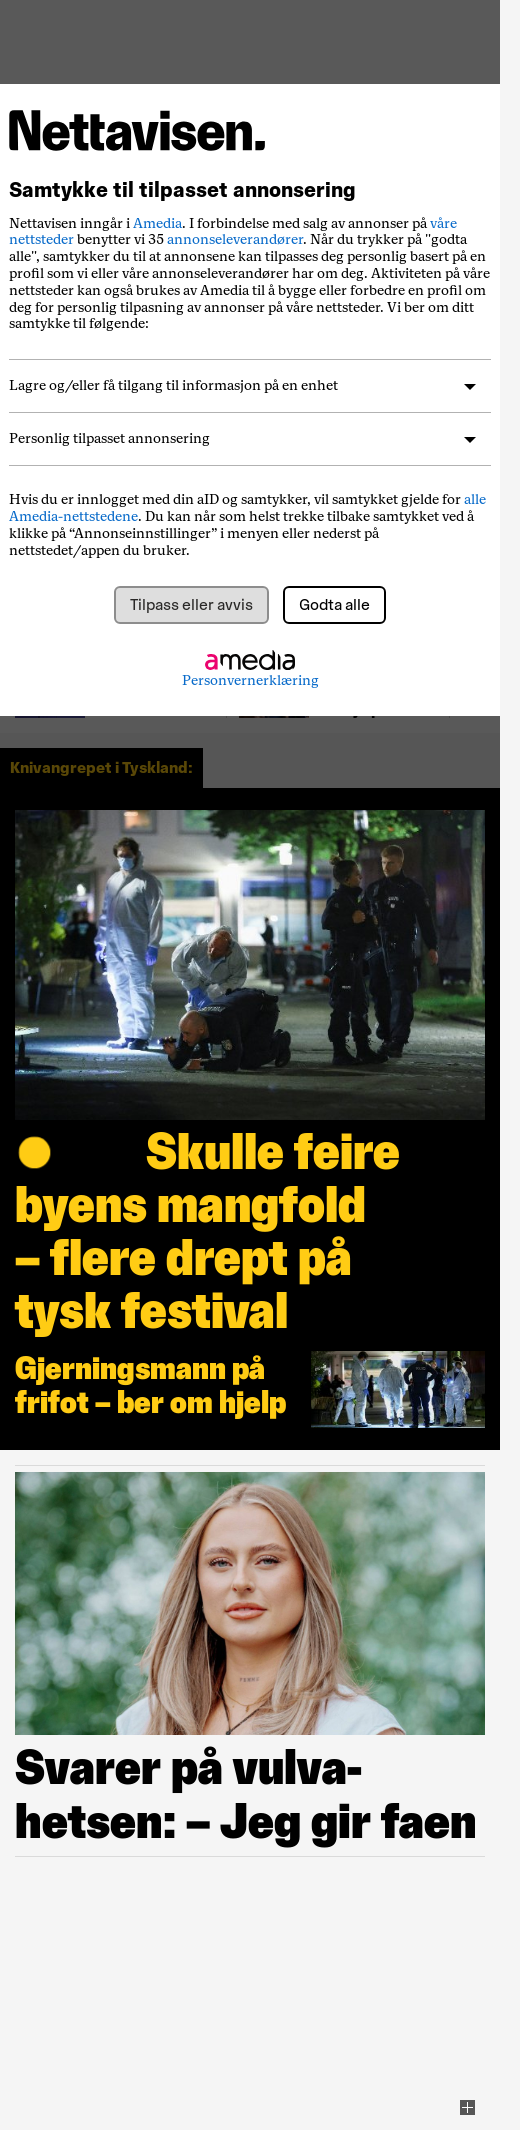 Nettavisen.
Samtykke til tilpasset annonsering
Nettavisen inngår i Amedia. I forbindelse med salg av annonser på våre
nettsteder benytter vi 35 annonseleverandører. Når du trykker på "godta
alle", samtykker du til at annonsene kan tilpasses deg personlig basert på en
profil som vi eller våre annonseleverandører har om deg. Aktiviteten på våre
nettsteder kan også brukes av Amedia til å bygge eller forbedre en profil om
deg for personlig tilpasning av annonser på våre nettsteder. Vi ber om ditt
samtykke til følgende:
Lagre og/eller få tilgang til informasjon på en enhet
Personlig tilpasset annonsering
Hvis du er innlogget med din aID og samtykker, vil samtykket gjelde for alle
Amedia-nettstedene. Du kan når som helst trekke tilbake samtykket ved å
klikke på “Annonseinnstillinger” i menyen eller nederst på
nettstedet/appen du bruker.
Tilpass eller avvis
Godta alle
amedia
Personvernerklæring
Knivangrepet i Tyskland:
Skulle feire
byens mangfold
– flere drept på
tysk festival
Gjerningsmann på
frifot – ber om hjelp
Svarer på vulva-
hetsen: – Jeg gir faen